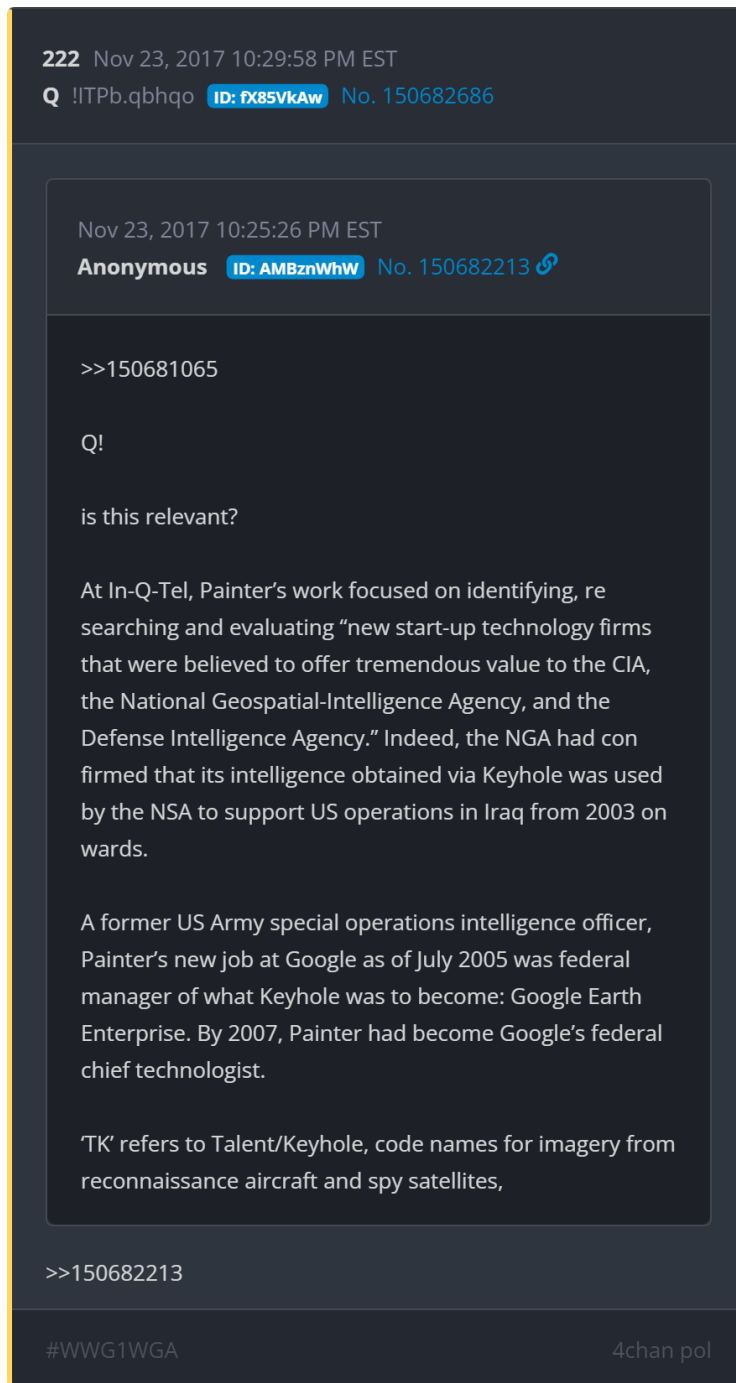 222 Nov 23, 2017 10:29:58 PM EST
Q !ITPb.qbhqo ID: fX85VkAw No. 150682686
Nov 23, 2017 10:25:26 PM EST
Anonymous ID: AMBznWhW No. 150682213
>>150681065
Q!
is this relevant?
At In-Q-Tel, Painter’s work focused on identifying, re
searching and evaluating “new start-up technology firms
that were believed to offer tremendous value to the CIA,
the National Geospatial-Intelligence Agency, and the
Defense Intelligence Agency.” Indeed, the NGA had con
firmed that its intelligence obtained via Keyhole was used
by the NSA to support US operations in Iraq from 2003 on
wards.
A former US Army special operations intelligence officer,
Painter’s new job at Google as of July 2005 was federal
manager of what Keyhole was to become: Google Earth
Enterprise. By 2007, Painter had become Google’s federal
chief technologist.
‘TK’ refers to Talent/Keyhole, code names for imagery from
reconnaissance aircraft and spy satellites,
>>150682213
#WWG1WGA 4chan pol